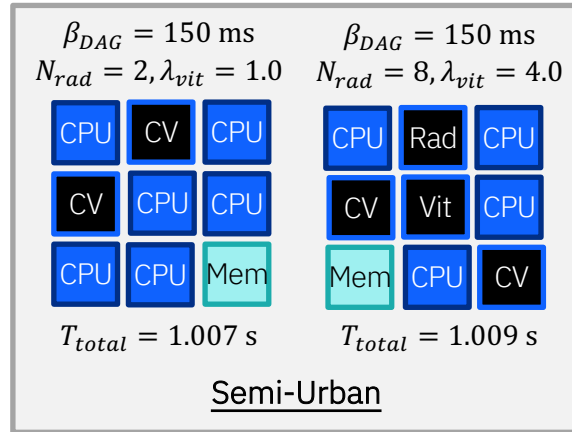 β_DAG = 150 ms
N_rad = 2, λ_vit = 1.0
CPU CV CPU
CV CPU CPU
CPU CPU Mem
T_total = 1.007 s
β_DAG = 150 ms
N_rad = 8, λ_vit = 4.0
CPU Rad CPU
CV Vit CPU
Mem CPU CV
T_total = 1.009 s
Semi-Urban